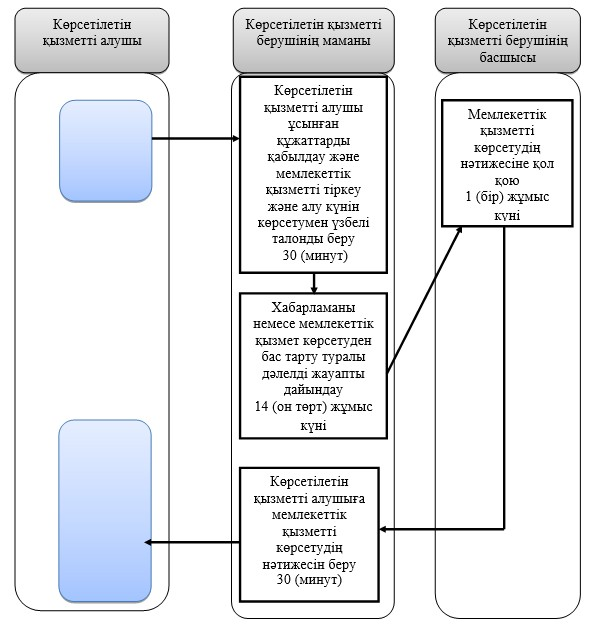 Көрсетілетін
қызметті алушы
Көрсетілетін қызметті
берушінің маманы
Көрсетілетін
қызметті берушінің
басшысы
Көрсетілетін
қызметті алушы
ұсынған
құжаттарды
қабылдау және
мемлекеттік
қызметті тіркеу
және алу күнін
көрсетумен үзбелі
талонды беру
30 (минут)
Мемлекеттік
қызметті
көрсетудің
нәтижесіне қол
қою
1 (бір) жұмыс
күні
Хабарламаны
немесе мемлекеттік
қызмет көрсетуден
бас тарту туралы
дәлелді жауапты
дайындау
14 (он төрт) жұмыс
күні
Көрсетілетін
қызметті алушыға
мемлекеттік
қызметті
көрсетудің
нәтижесін беру
30 (минут)